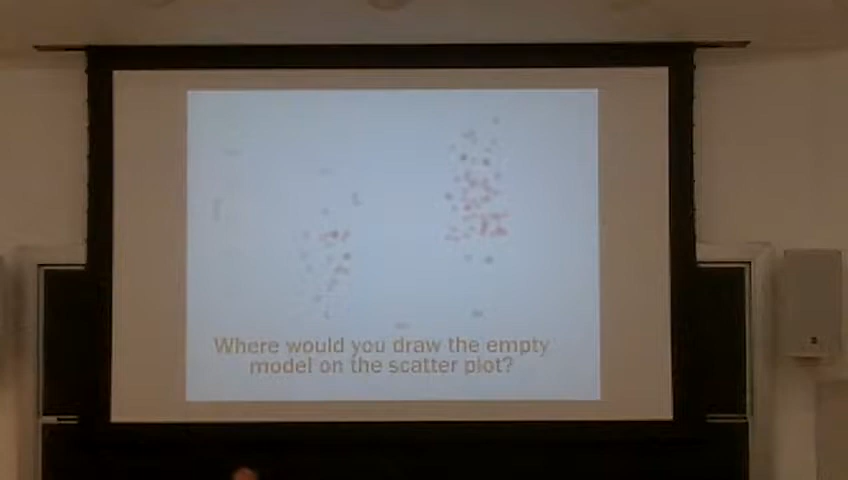 Where would you draw the empty
model on the scatter plot?